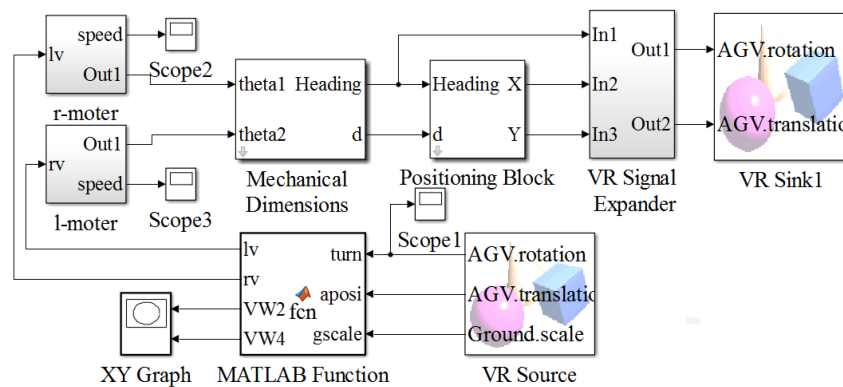 speed
lv
Out1
Scope2
r-moter
Out1
rv
speed
Scope3
l-moter
theta1 Heading
theta2 d
Mechanical
Dimensions
Heading X
d Y
Positioning Block
In1
Out1
In2
In3
Out2
VR Signal
Expander
AGV.rotation
AGV.translatio
VR Sink1
Scope1
lv turn
rv
aposi
VW2 fcn
VW4 gscale
MATLAB Function
XY Graph
AGV.rotation
AGV.translatio
Ground.scale
VR Source